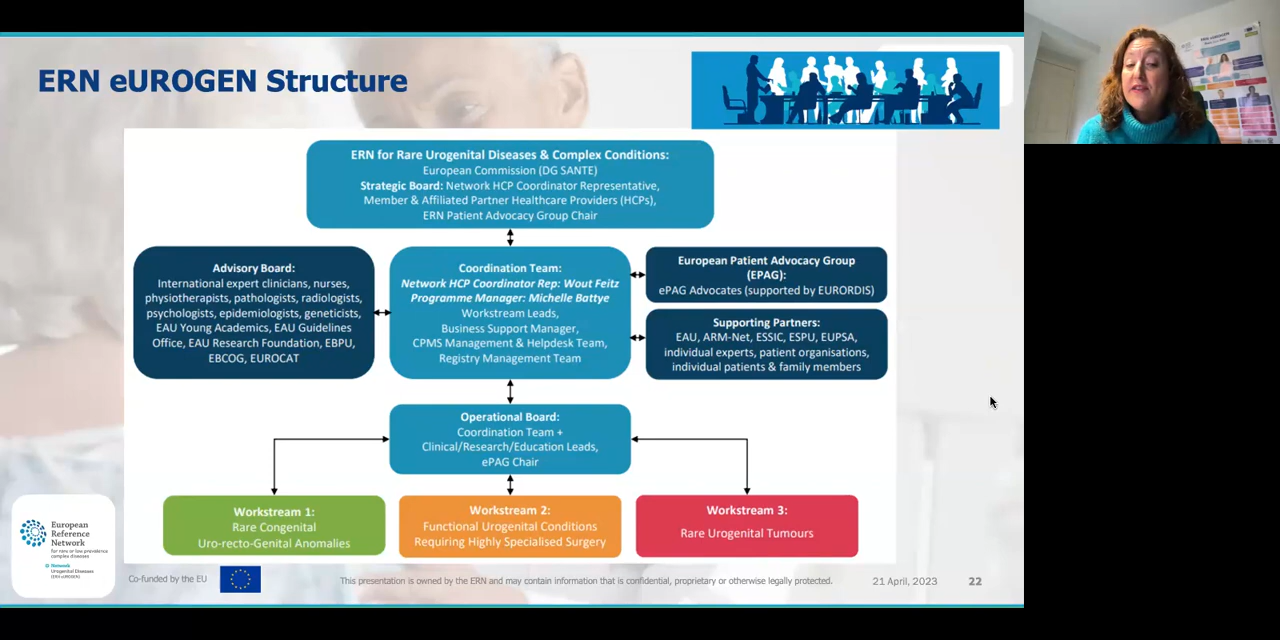 ERN eUROGEN Structure
ERN for Rare Urogenital Diseases & Complex Conditions:
European Commission (DG SANTE)
Strategic Board: Network HCP Coordinator Representative,
Member & Affiliated Partner Healthcare Providers (HCPs),
ERN Patient Advocacy Group Chair
Advisory Board:
International expert clinicians, nurses,
physiotherapists, pathologists, radiologists,
psychologists, epidemiologists, geneticists,
EAU Young Academics, EAU Guidelines
Office, EAU Research Foundation, EBPU,
EBCOG, EUROCAT
Coordination Team:
Network HCP Coordinator Rep: Wout Feitz
Programme Manager: Michelle Battye
Workstream Leads,
Business Support Manager,
CPMS Management & Helpdesk Team,
Registry Management Team
European Patient Advocacy Group
(EPAG):
ePAG Advocates (supported by EURORDIS)
Supporting Partners:
EAU, ARM-Net, ESSIC, ESPU, EUPSA,
individual experts, patient organisations,
individual patients & family members
Operational Board:
Coordination Team +
Clinical/Research/Education Leads,
ePAG Chair
Workstream 1:
Rare Congenital
Uro-recto-Genital Anomalies
Workstream 2:
Functional Urogenital Conditions
Requiring Highly Specialised Surgery
Workstream 3:
Rare Urogenital Tumours
European
Reference
Network
for rare or low prevalence
complex diseases
Network
Urogenital Diseases
(ERN eUROGEN)
Co-funded by the EU
This presentation is owned by the ERN and may contain information that is confidential, proprietary or otherwise legally protected.
21 April, 2023
22